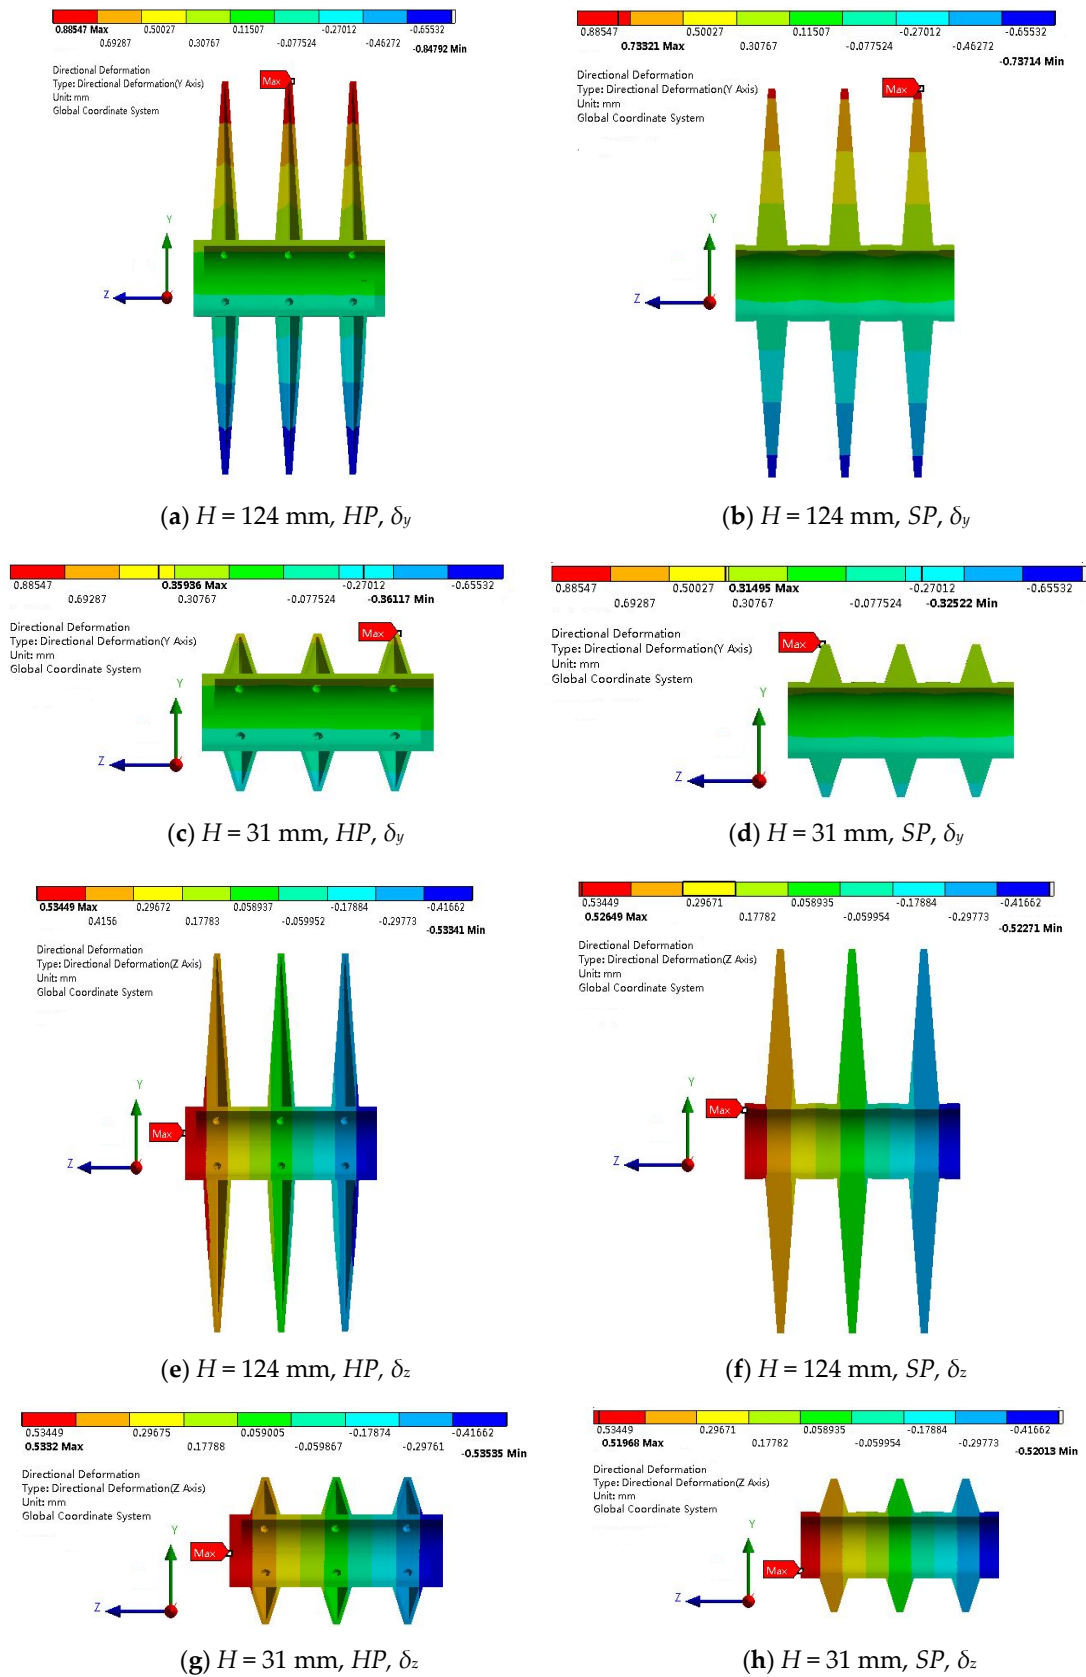 0.88547 0.50027 0.11507 -0.27012 -0.65532
0.88547 Max 0.69287 0.30767 -0.077524 -0.46272 -0.84792 Min
Directional Deformation
Type: Directional Deformation(Y Axis)
Unit: mm
Global Coordinate System
Max
Y
Z
(a) H = 124 mm, HP, δy
0.88547 0.50027 0.11507 -0.27012 -0.65532
0.73321 Max 0.30767 -0.077524 -0.46272 -0.73714 Min
Directional Deformation
Type: Directional Deformation(Y Axis)
Unit: mm
Global Coordinate System
Max
Y
Z
(b) H = 124 mm, SP, δy
0.88547 0.35936 Max -0.27012 -0.65532
0.69287 0.30767 -0.077524 -0.36117 Min
Directional Deformation
Type: Directional Deformation(Y Axis)
Unit: mm
Global Coordinate System
Max
Y
Z
(c) H = 31 mm, HP, δy
0.88547 0.50027 0.31495 Max -0.27012 -0.65532
0.69287 0.30767 -0.077524 -0.32522 Min
Directional Deformation
Type: Directional Deformation(Y Axis)
Unit: mm
Global Coordinate System
Max
Y
Z
(d) H = 31 mm, SP, δy
0.53449 Max 0.29672 0.058937 -0.17884 -0.41662
0.4156 0.17783 -0.059952 -0.29773 -0.53341 Min
Directional Deformation
Type: Directional Deformation(Z Axis)
Unit: mm
Global Coordinate System
Max
Y
Z
(e) H = 124 mm, HP, δz
0.53449 0.29671 0.058935 -0.17884 -0.41662
0.52649 Max 0.17782 -0.059954 -0.29773 -0.52271 Min
Directional Deformation
Type: Directional Deformation(Z Axis)
Unit: mm
Global Coordinate System
Max
Y
Z
(f) H = 124 mm, SP, δz
0.53449 0.29675 0.059005 -0.17874 -0.41662
0.5332 Max 0.17788 -0.059867 -0.29761 -0.53535 Min
Directional Deformation
Type: Directional Deformation(Z Axis)
Unit: mm
Global Coordinate System
Max
Y
Z
(g) H = 31 mm, HP, δz
0.53449 0.29671 0.058935 -0.17884 -0.41662
0.51968 Max 0.17782 -0.059954 -0.29773 -0.52013 Min
Directional Deformation
Type: Directional Deformation(Z Axis)
Unit: mm
Global Coordinate System
Max
Y
Z
(h) H = 31 mm, SP, δz